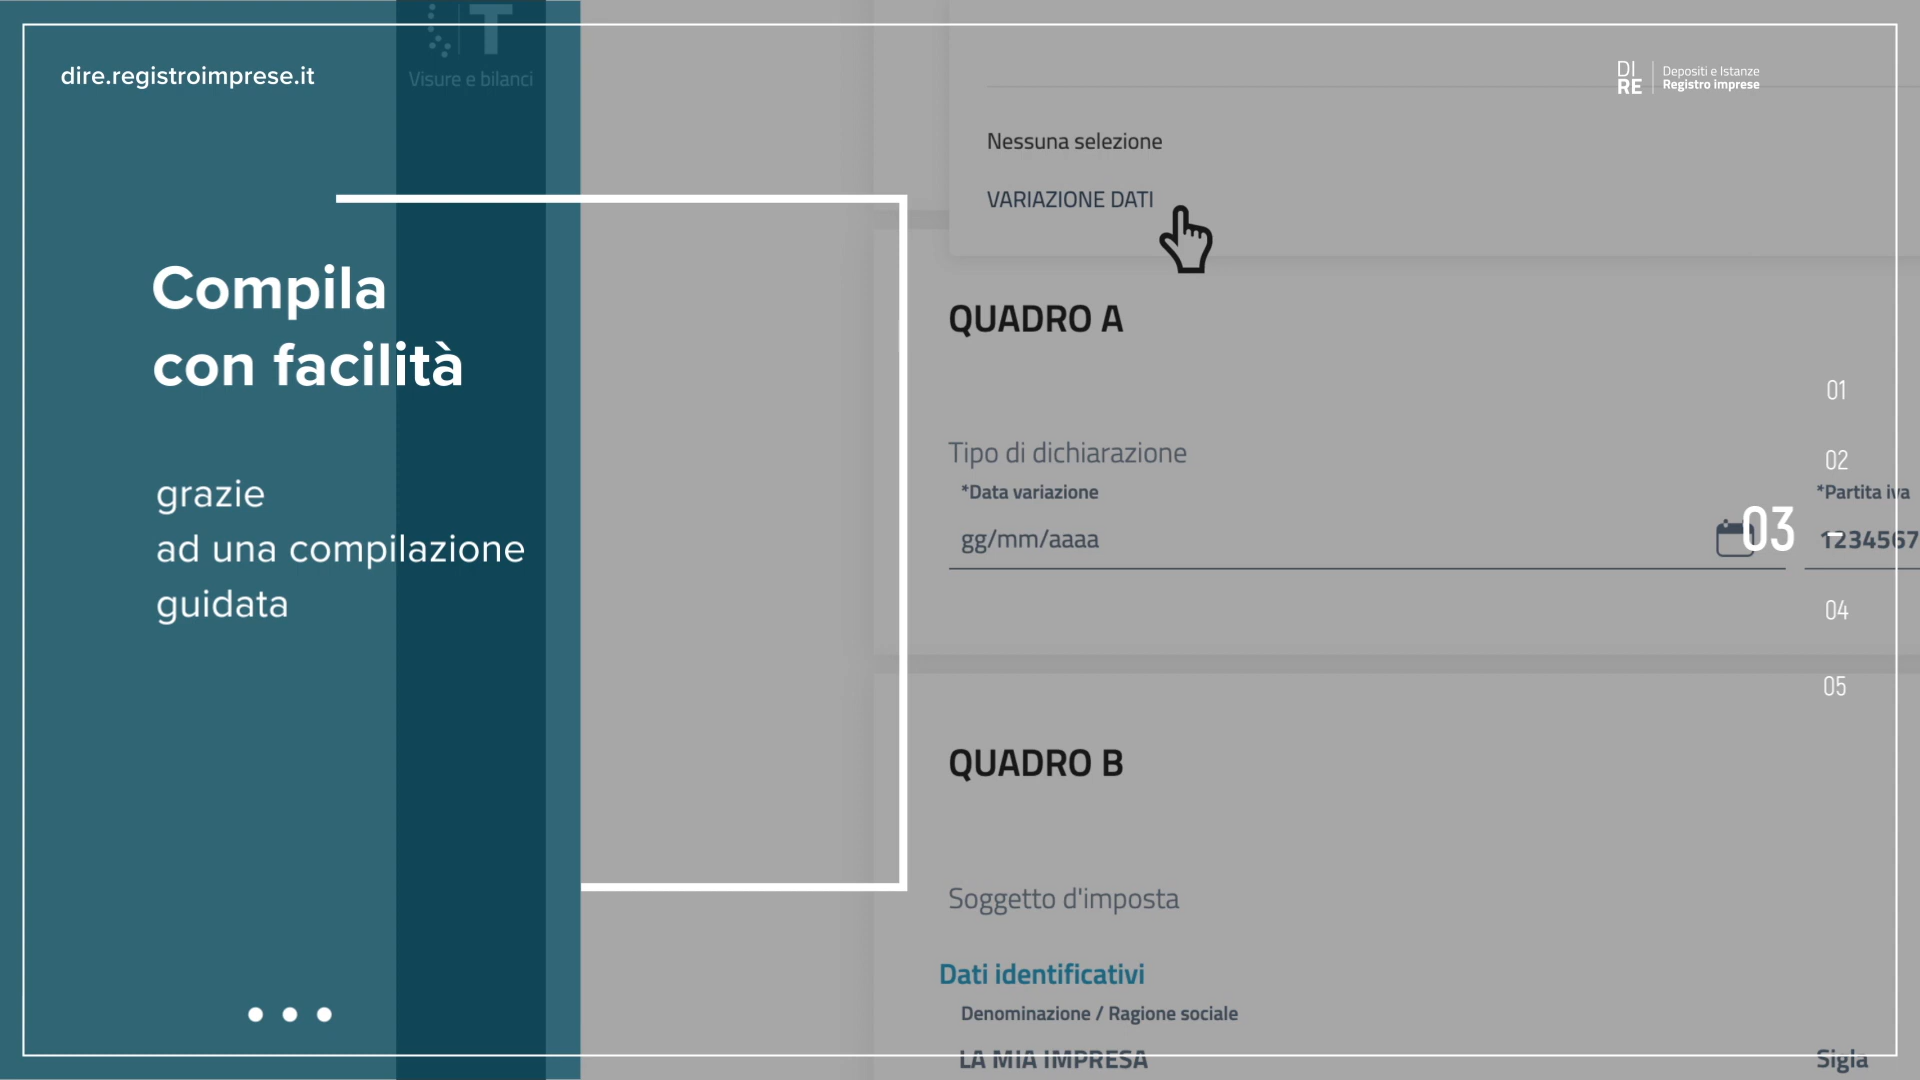 dire.registroimprese.it
Visure e bilanci
DI
RE
Depositi e Istanze
Registro imprese
Nessuna selezione
VARIAZIONE DATI
Compila
con facilità
grazie
ad una compilazione
guidata
QUADRO A
Tipo di dichiarazione
*Data variazione
gg/mm/aaaa
*Partita iva
1234567
01
02
03
04
05
QUADRO B
Soggetto d'imposta
Dati identificativi
Denominazione / Ragione sociale
LA MIA IMPRESA
Sigla